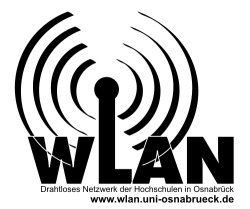 WLAN
Drahtloses Netzwerk der Hochschulen in Osnabrück
www.wlan.uni-osnabrueck.de